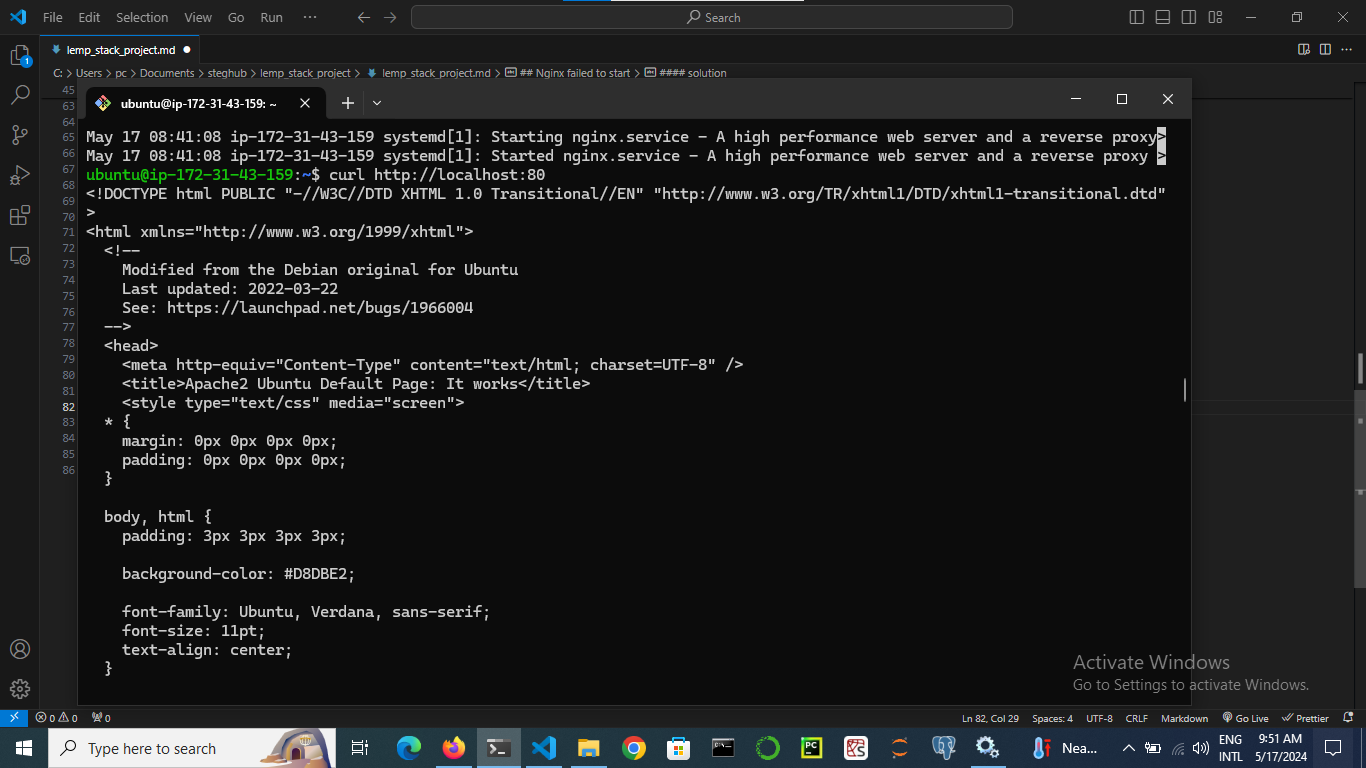 File Edit Selection View Go Run ··· Search
lemp_stack_project.md
C: > Users > pc > Documents > steghub > lemp_stack_project > lemp_stack_project.md > ## Nginx failed to start > #### solution
45
63
64
65
66
67
68
69
70
71
72
73
74
75
76
77
78
79
80
81
82
83
84
85
86
1
ubuntu@ip-172-31-43-159: ~
May 17 08:41:08 ip-172-31-43-159 systemd[1]: Starting nginx.service - A high performance web server and a reverse proxy>
May 17 08:41:08 ip-172-31-43-159 systemd[1]: Started nginx.service - A high performance web server and a reverse proxy >
ubuntu@ip-172-31-43-159:~$ curl http://localhost:80
<!DOCTYPE html PUBLIC "-//W3C//DTD XHTML 1.0 Transitional//EN" "http://www.w3.org/TR/xhtml1/DTD/xhtml1-transitional.dtd"
>
<html xmlns="http://www.w3.org/1999/xhtml">
<!--
Modified from the Debian original for Ubuntu
Last updated: 2022-03-22
See: https://launchpad.net/bugs/1966004
-->
<head>
<meta http-equiv="Content-Type" content="text/html; charset=UTF-8" />
<title>Apache2 Ubuntu Default Page: It works</title>
<style type="text/css" media="screen">
* {
margin: 0px 0px 0px 0px;
padding: 0px 0px 0px 0px;
}
body, html {
padding: 3px 3px 3px 3px;
background-color: #D8DBE2;
font-family: Ubuntu, Verdana, sans-serif;
font-size: 11pt;
text-align: center;
}
Activate Windows
Go to Settings to activate Windows.
0 0 0 Ln 82, Col 29 Spaces: 4 UTF-8 CRLF Markdown Go Live Prettier
Type here to search PC Nea... ENG 9:51 AM
INTL 5/17/2024